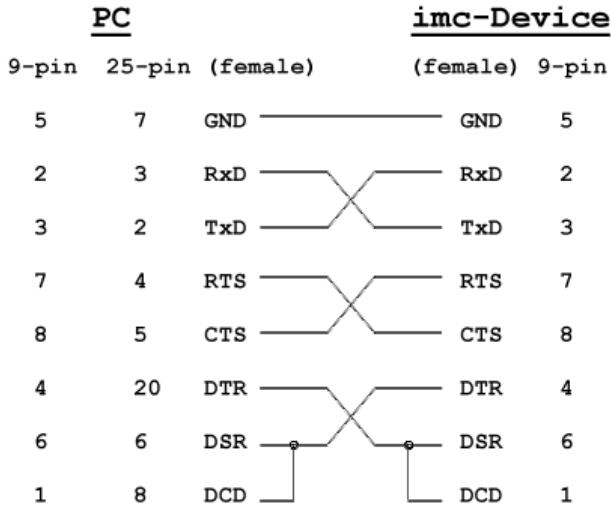 PC imc-Device
9-pin 25-pin (female) (female) 9-pin
5 7 GND GND 5
2 3 RxD RxD 2
3 2 TxD TxD 3
7 4 RTS RTS 7
8 5 CTS CTS 8
4 20 DTR DTR 4
6 6 DSR DSR 6
1 8 DCD DCD 1